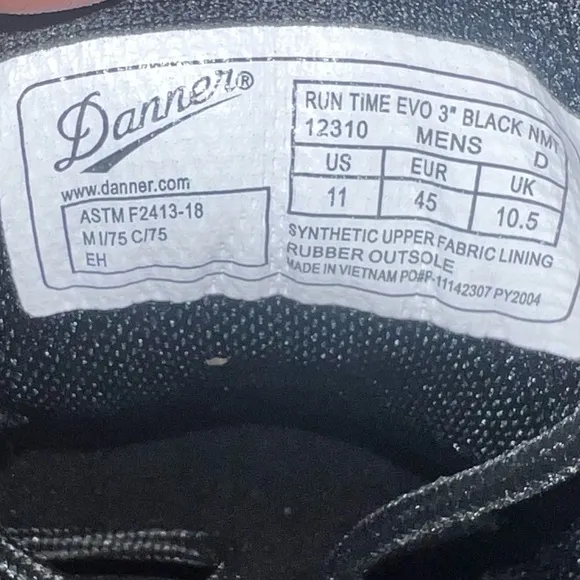 Danner®
www.danner.com
ASTM F2413-18
M I/75 C/75
EH
RUN TIME EVO 3" BLACK NMT
12310 MENS D
US EUR UK
11 45 10.5
SYNTHETIC UPPER FABRIC LINING
RUBBER OUTSOLE
MADE IN VIETNAM PO#P-11142307 PY2004